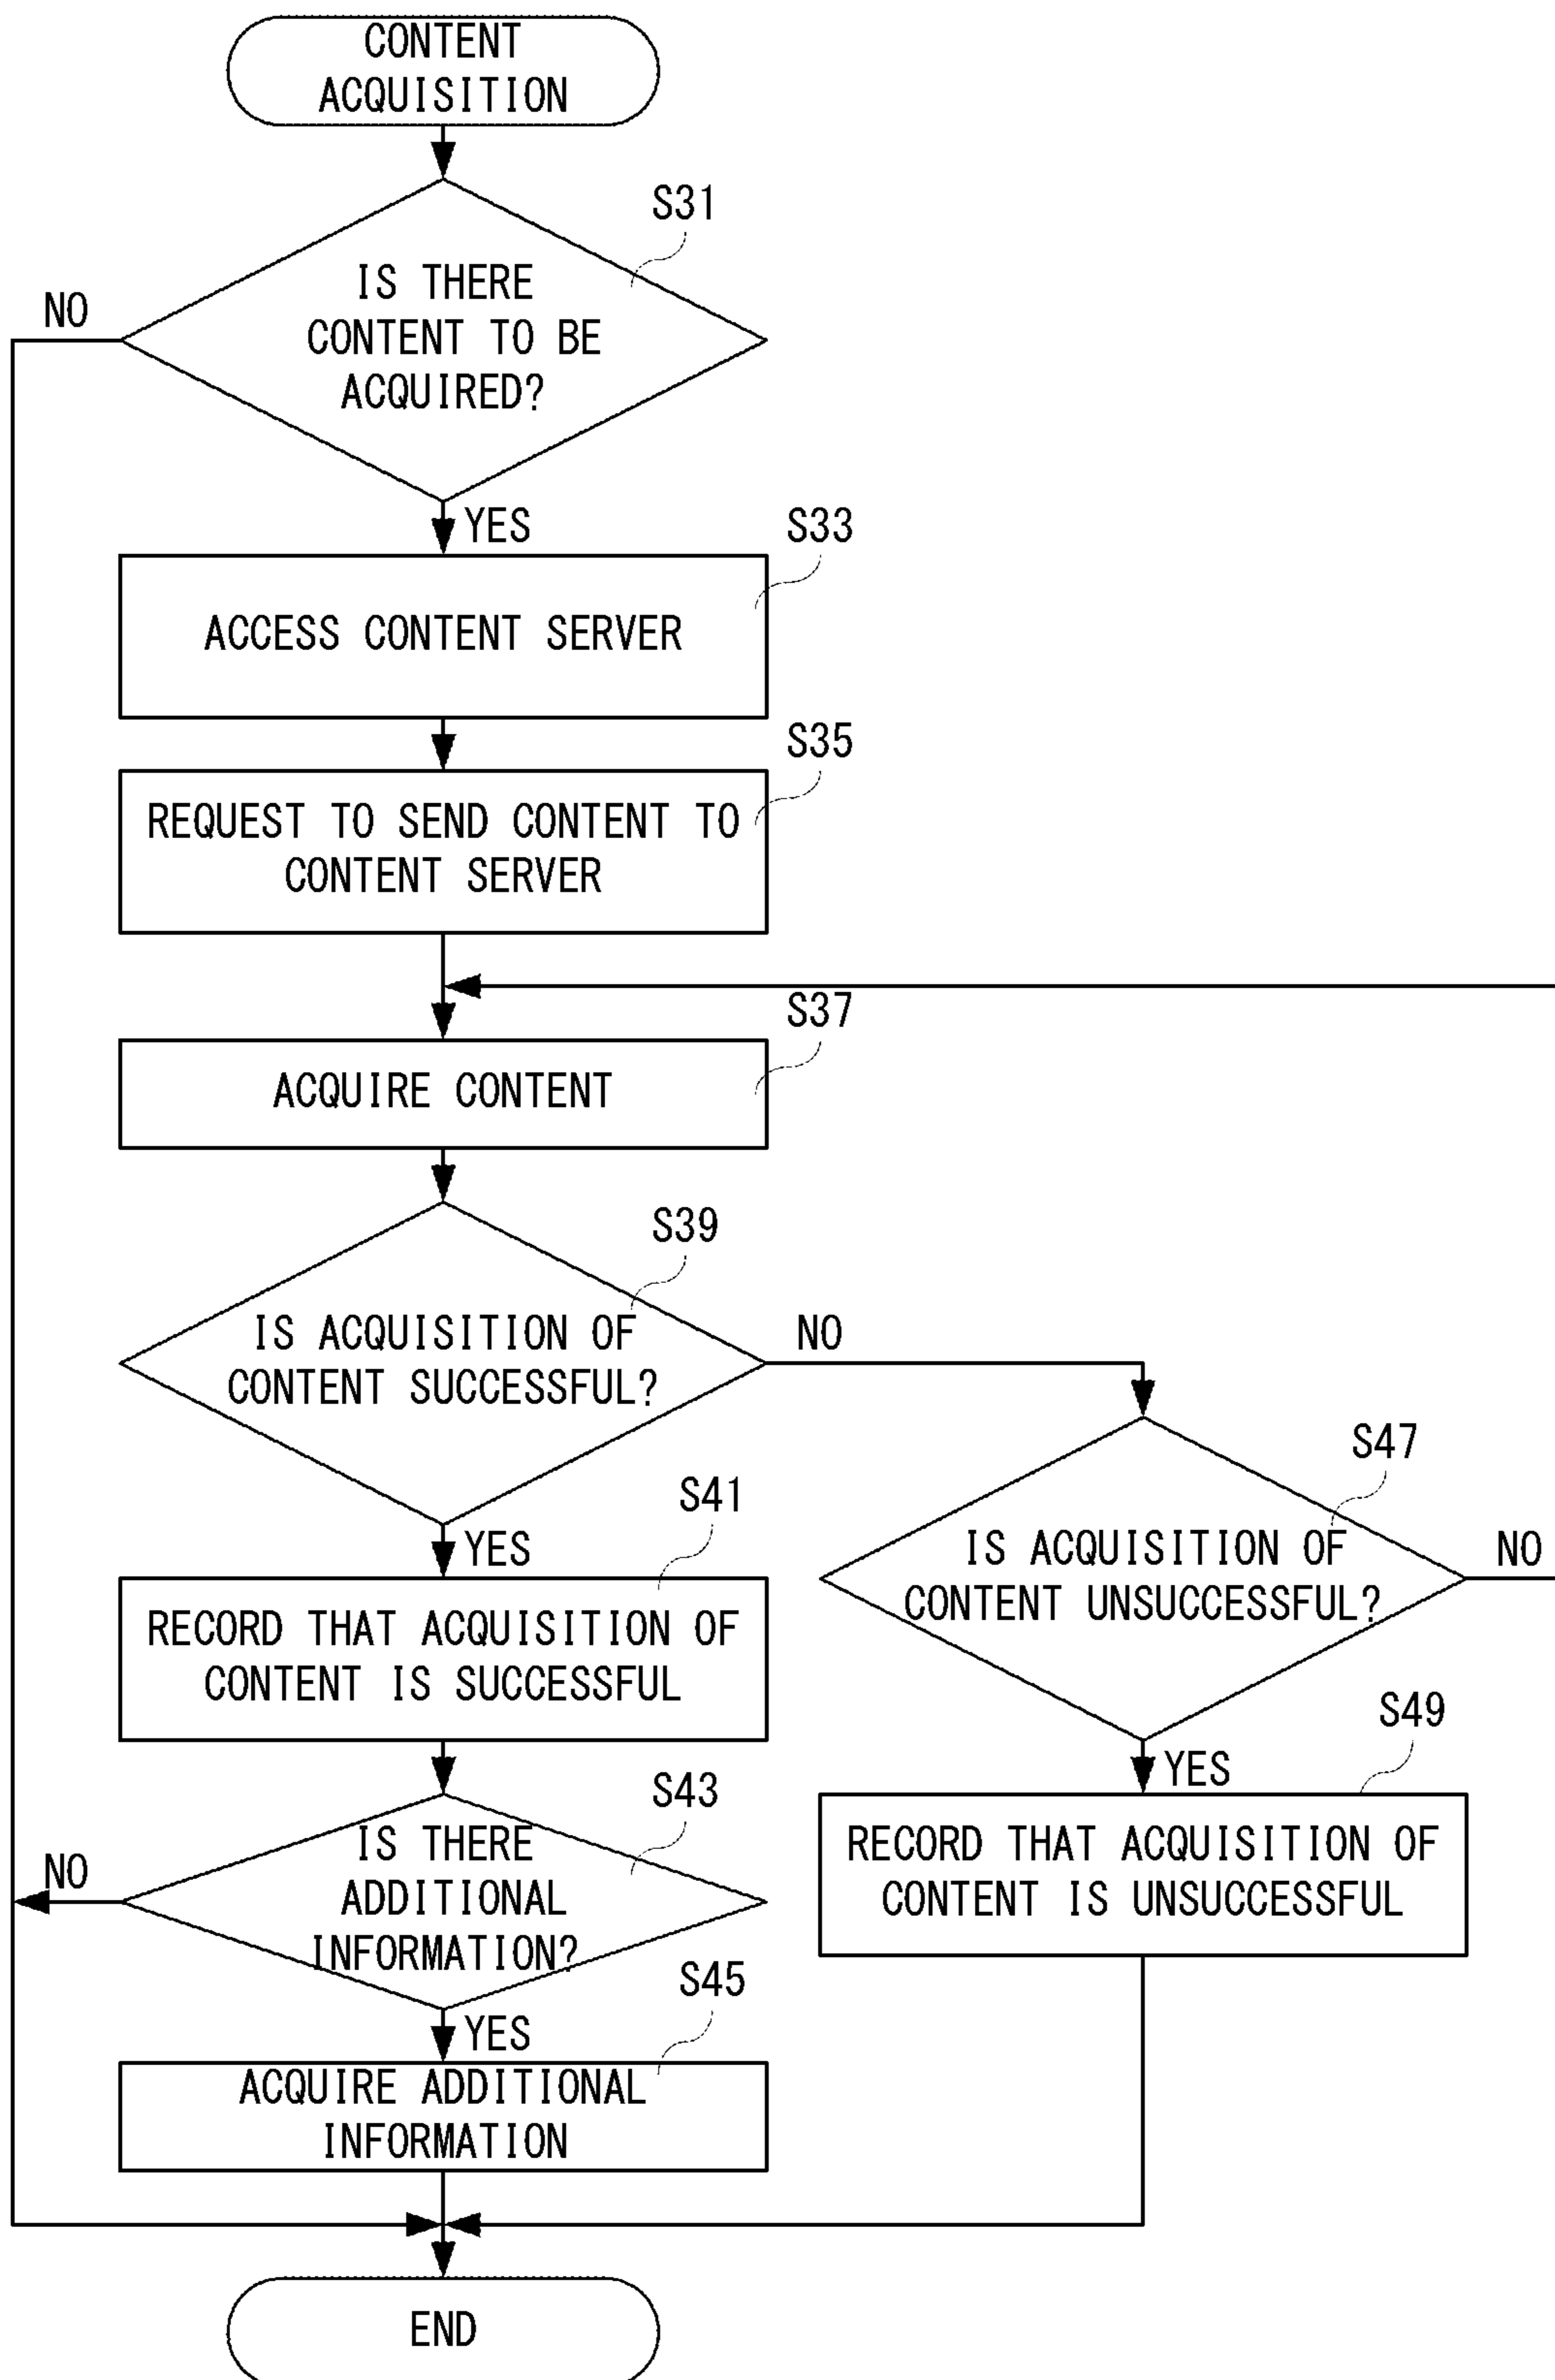 CONTENT
ACQUISITION
S31
IS THERE
CONTENT TO BE
ACQUIRED?
NO
YES
S33
ACCESS CONTENT SERVER
S35
REQUEST TO SEND CONTENT TO
CONTENT SERVER
S37
ACQUIRE CONTENT
S39
IS ACQUISITION OF
CONTENT SUCCESSFUL?
NO
YES
S47
IS ACQUISITION OF
CONTENT UNSUCCESSFUL?
NO
YES
S41
RECORD THAT ACQUISITION OF
CONTENT IS SUCCESSFUL
S49
RECORD THAT ACQUISITION OF
CONTENT IS UNSUCCESSFUL
S43
IS THERE
ADDITIONAL
INFORMATION?
NO
YES
S45
ACQUIRE ADDITIONAL
INFORMATION
END